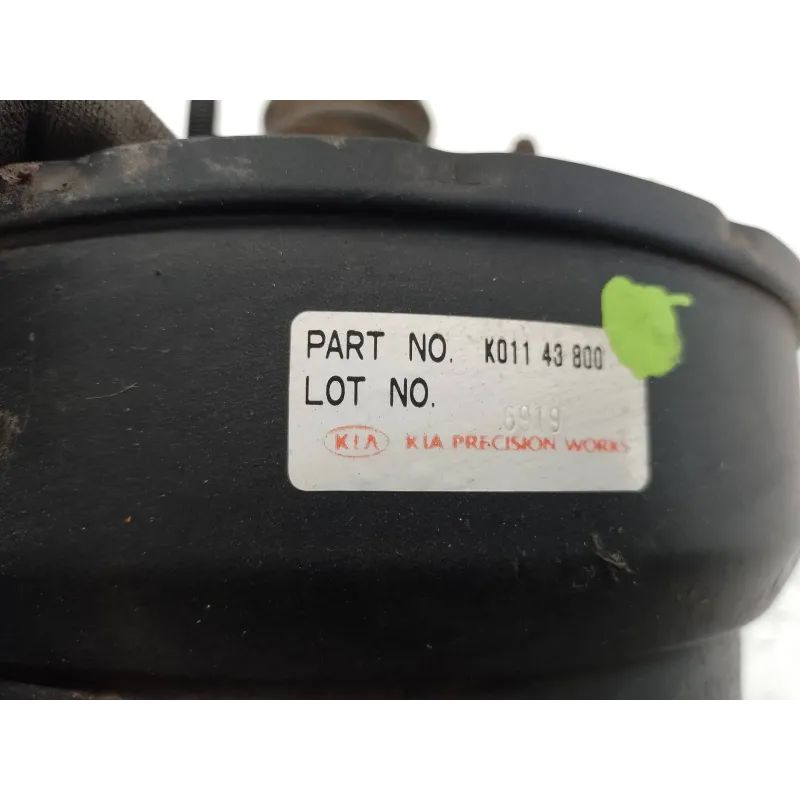 PART NO. K011 43 800
LOT NO. 6919
KIA KIA PRECISION WORKS